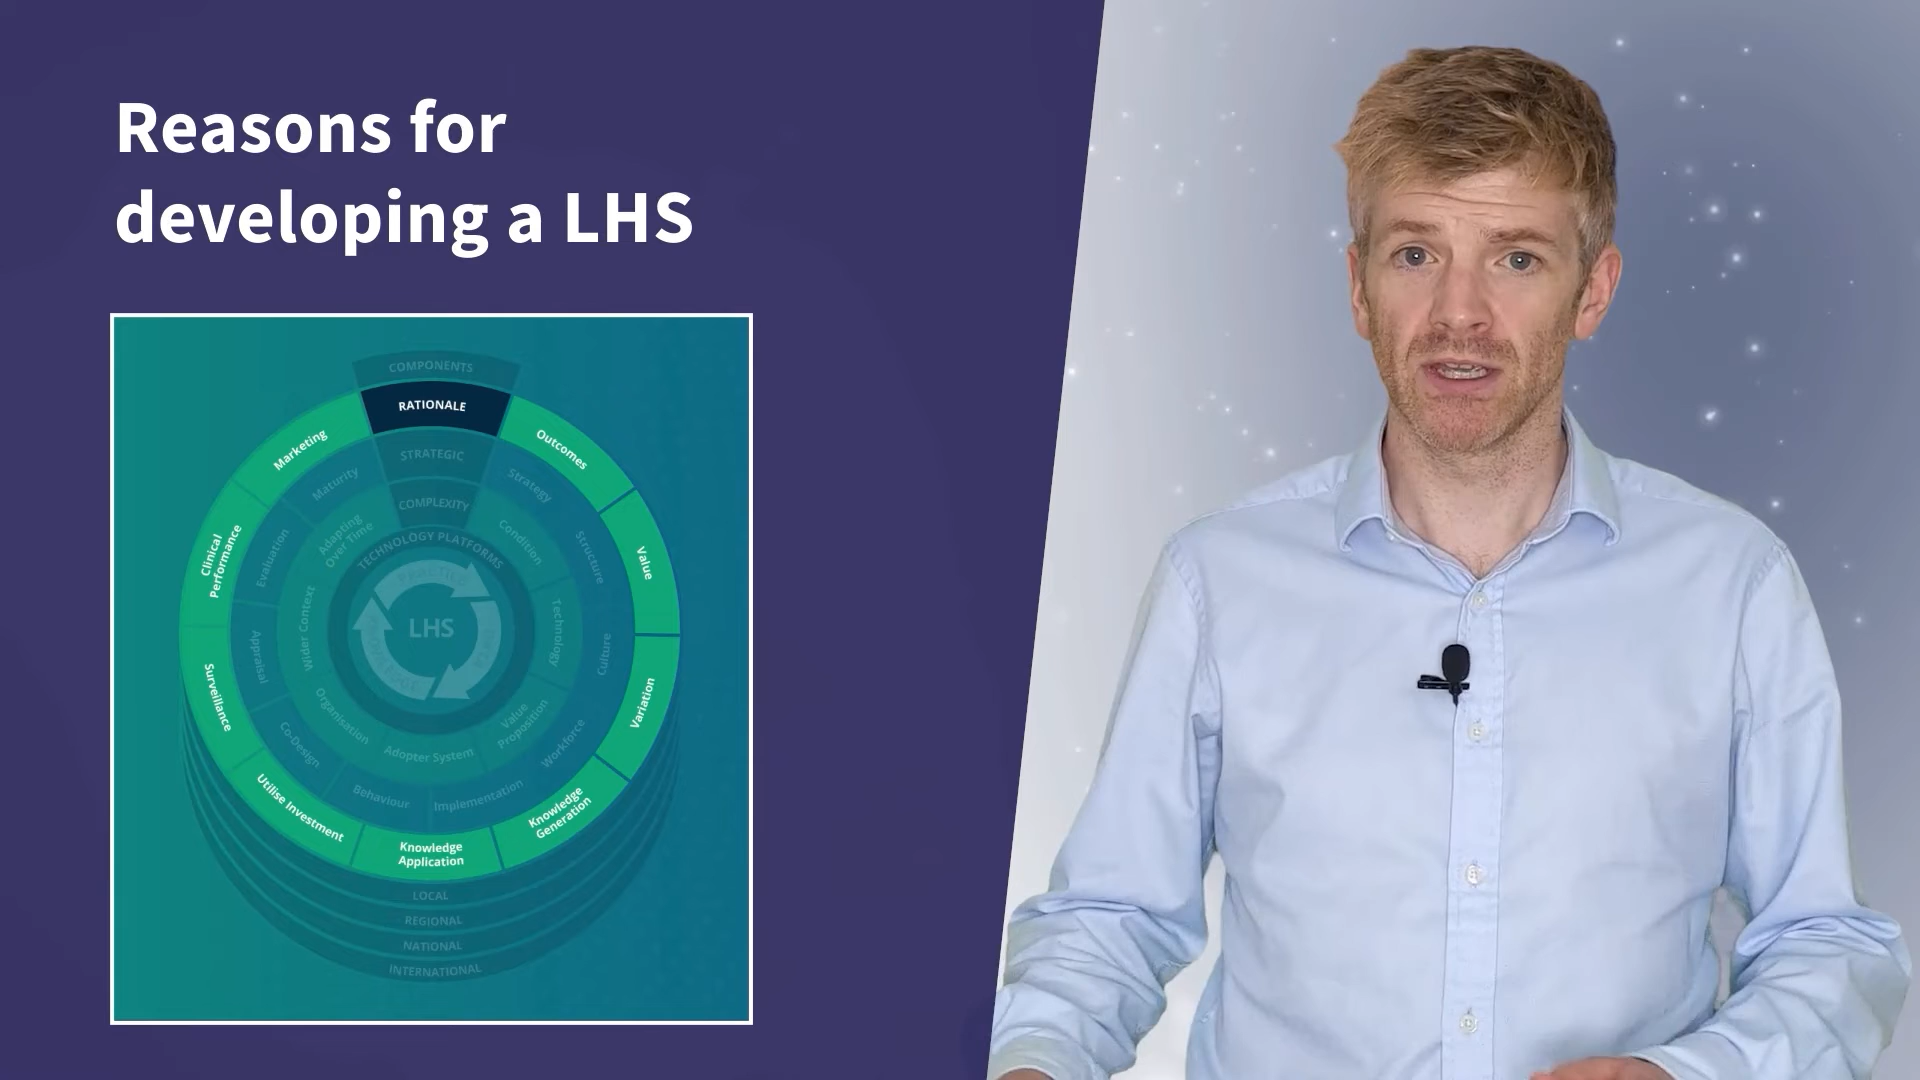 Reasons for
developing a LHS
COMPONENTS
RATIONALE
STRATEGIC
COMPLEXITY
TECHNOLOGY PLATFORMS
LHS
Outcomes
Value
Variation
Knowledge
Generation
Knowledge
Application
Utilise Investment
Surveillance
Clinical
Performance
Marketing
Strategy
Structure
Culture
Workforce
Implementation
Behaviour
Co-Design
Appraisal
Evaluation
Maturity
Condition
Technology
Value
Proposition
Adopter System
Organisation
Wider Context
Adapting
Over Time
LOCAL
REGIONAL
NATIONAL
INTERNATIONAL